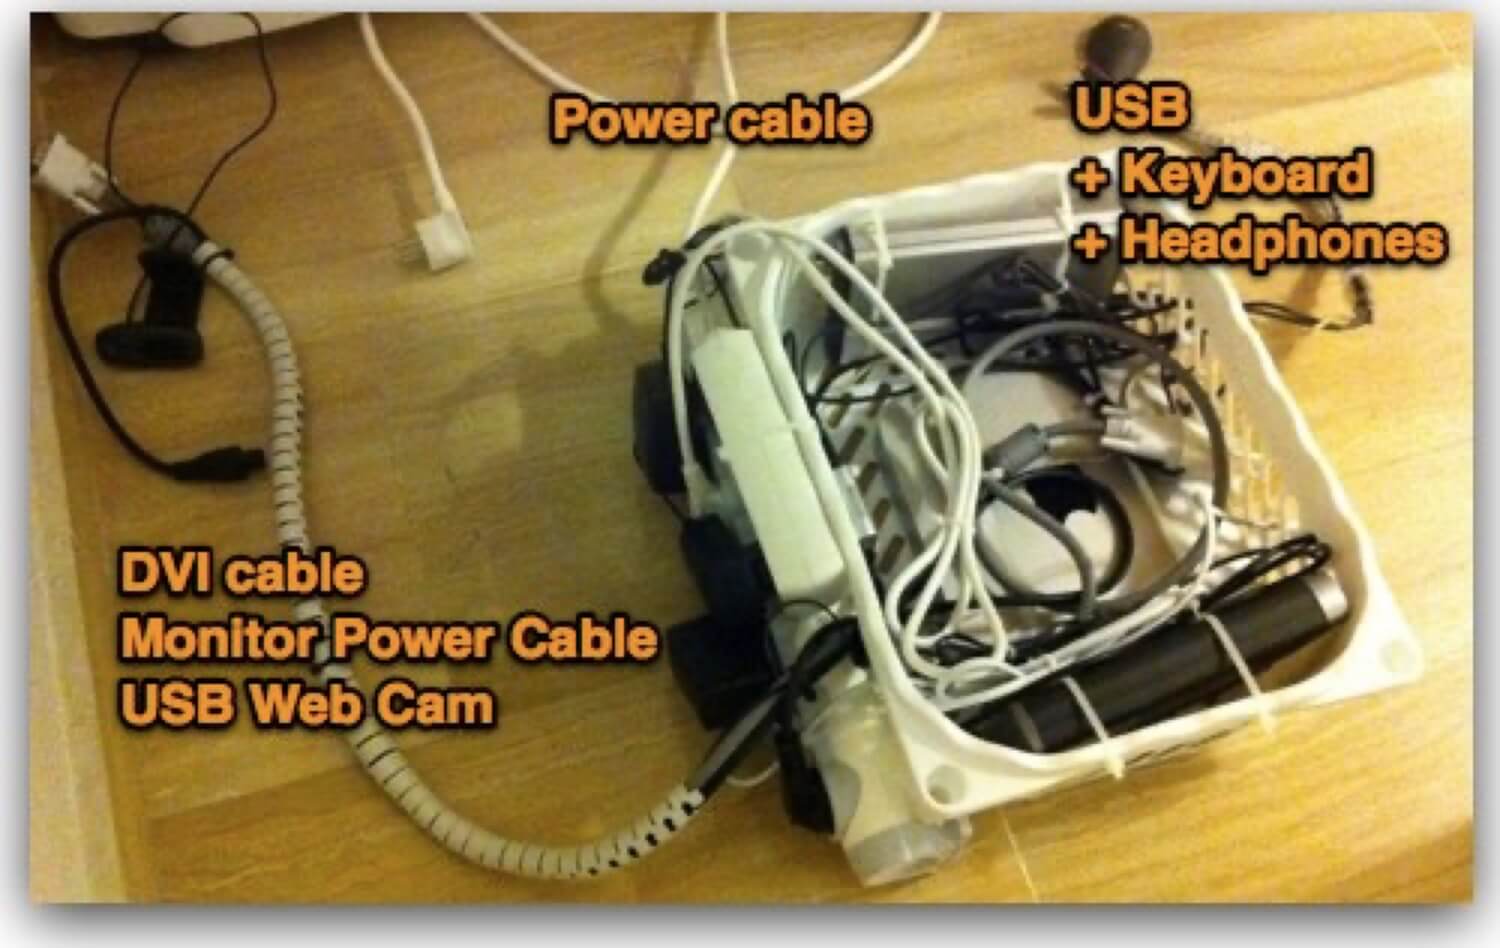 Power cable
USB
+ Keyboard
+ Headphones
DVI cable
Monitor Power Cable
USB Web Cam